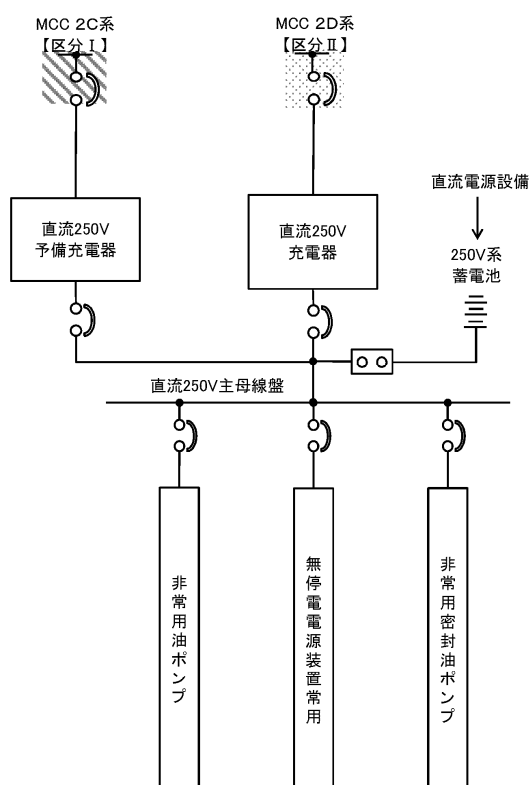 MCC 2C系
【区分Ⅰ】
MCC 2D系
【区分Ⅱ】
直流電源設備
直流250V
予備充電器
直流250V
充電器
250V系
蓄電池
直流250V主母線盤
非常用油ポンプ
無停電電源装置常用
非常用密封油ポンプ